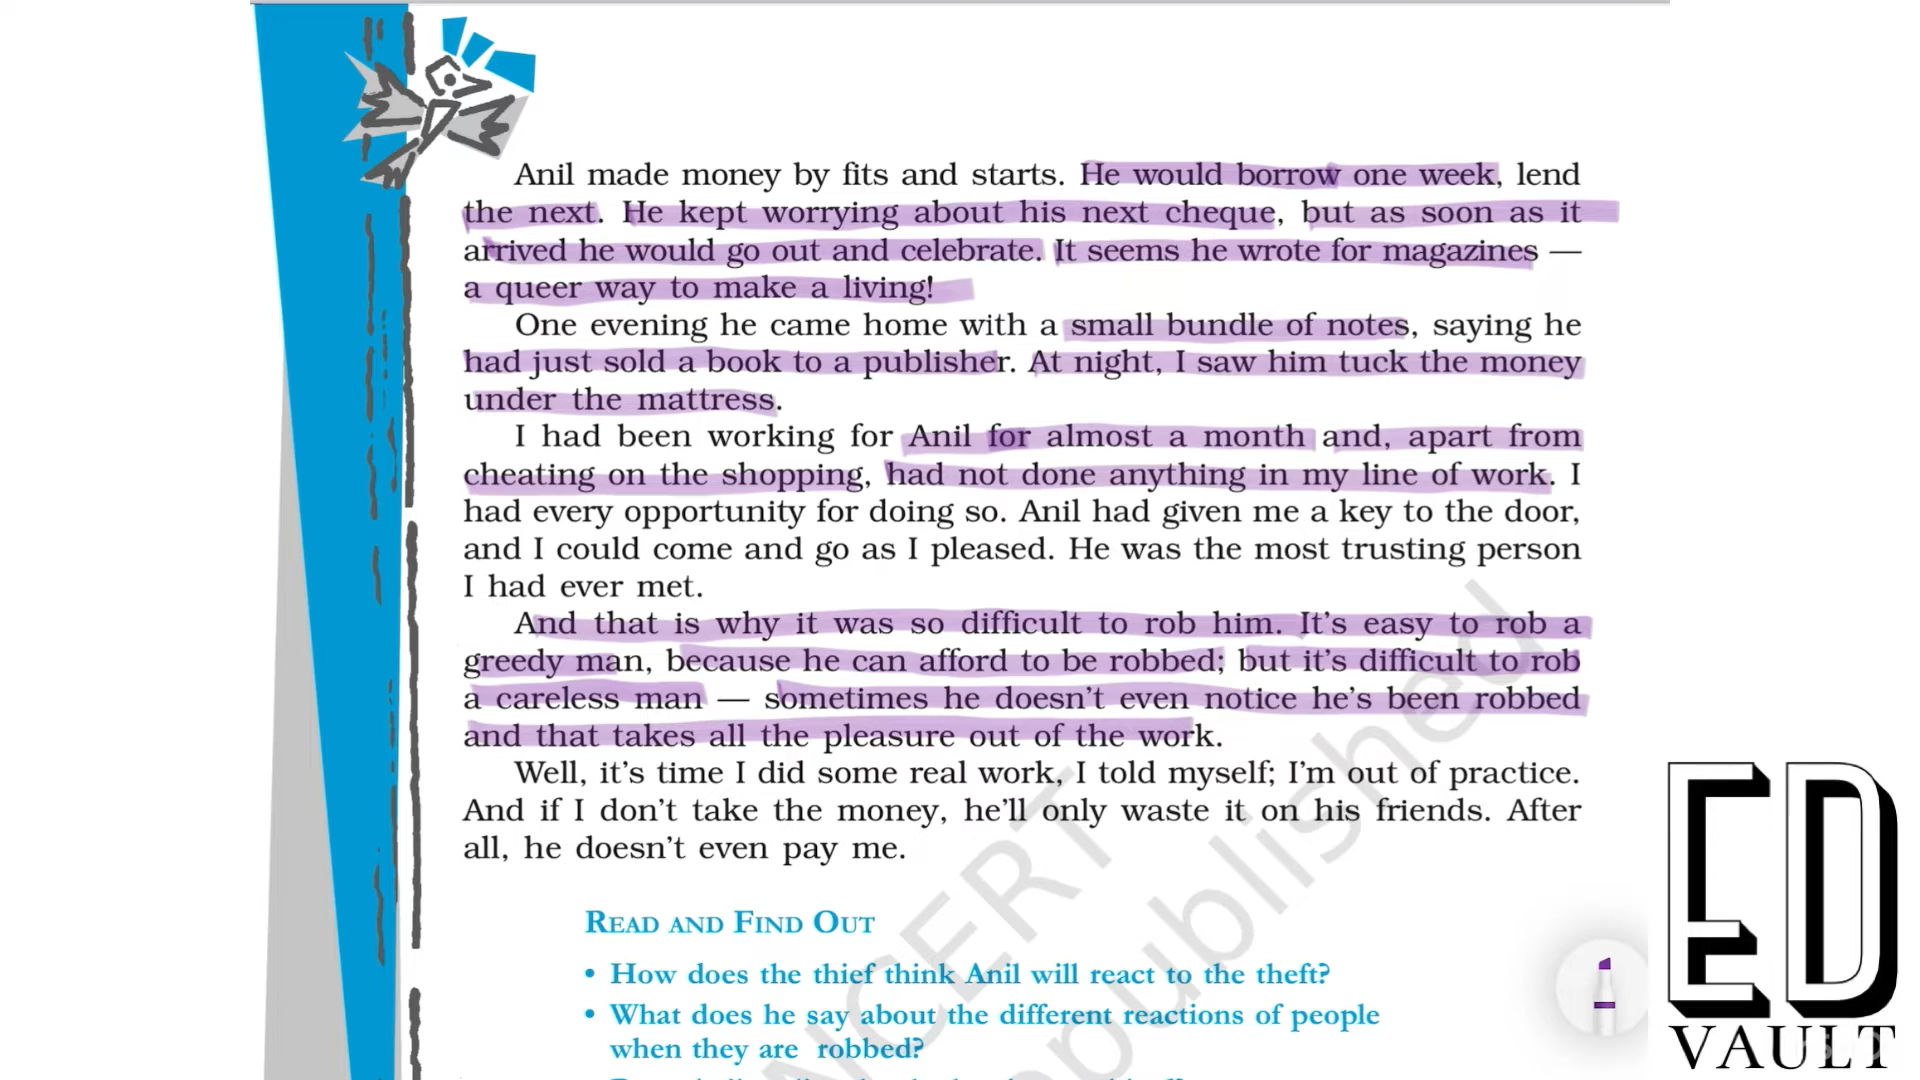 Anil made money by fits and starts. He would borrow one week, lend
the next. He kept worrying about his next cheque, but as soon as it
arrived he would go out and celebrate. It seems he wrote for magazines —
a queer way to make a living!
One evening he came home with a small bundle of notes, saying he
had just sold a book to a publisher. At night, I saw him tuck the money
under the mattress.
I had been working for Anil for almost a month and, apart from
cheating on the shopping, had not done anything in my line of work. I
had every opportunity for doing so. Anil had given me a key to the door,
and I could come and go as I pleased. He was the most trusting person
I had ever met.
And that is why it was so difficult to rob him. It's easy to rob a
greedy man, because he can afford to be robbed; but it's difficult to rob
a careless man — sometimes he doesn't even notice he's been robbed
and that takes all the pleasure out of the work.
Well, it's time I did some real work, I told myself; I'm out of practice.
And if I don't take the money, he'll only waste it on his friends. After
all, he doesn't even pay me.
READ AND FIND OUT
• How does the thief think Anil will react to the theft?
• What does he say about the different reactions of people
when they are robbed?
NCERT
published
ED
VAULT